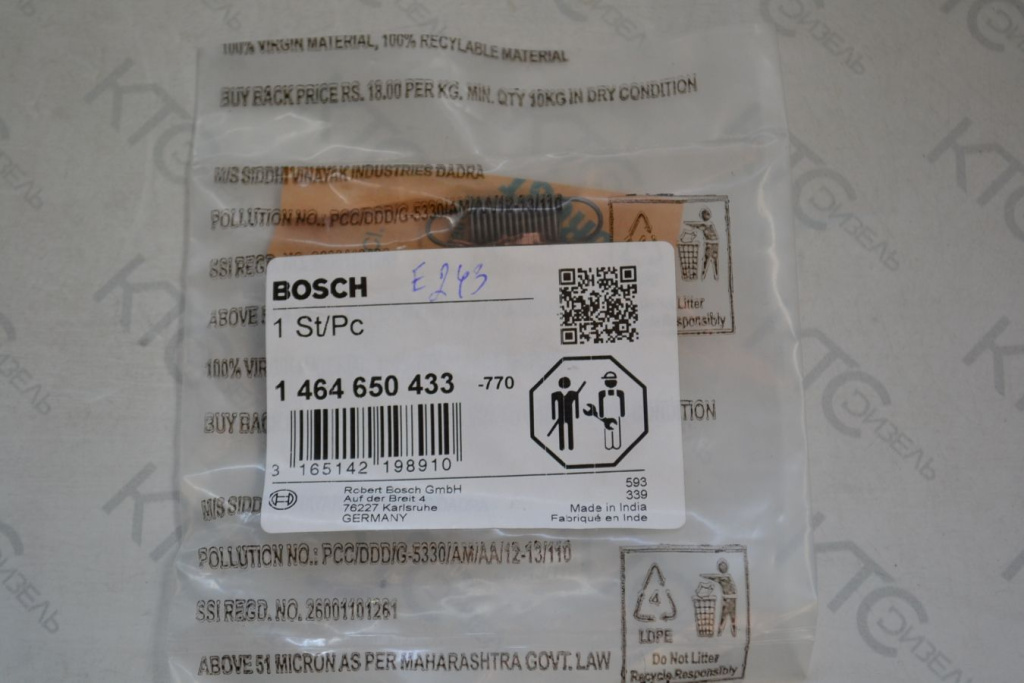 100% VIRGIN MATERIAL, 100% RECYLABLE MATERIAL
BUY BACK PRICE RS. 18.00 PER KG. MIN. QTY 10KG IN DRY CONDITION
M/S SIDDHI VINAYAK INDUSTRIES DADRA
POLLUTION NO.: PCC/DDD/G-5330/AM/AA/12-13/110
SSI REGD.
ABOVE
Litter
100%
BUY
BOSCH E243
1 St/Pc
1 464 650 433 -770
3 165142 198910
Robert Bosch GmbH
Auf der Breit 4
76227 Karlsruhe
GERMANY
593
339
Made in India
Fabriqué en Inde
M/S SIDD
POLLUTION NO.: PCC/DDD/G-5330/AM/AA/12-13/110
SSI REGD. NO. 26001101261
ABOVE 51 MICRON AS PER MAHARASHTRA GOVT. LAW
4
LDPE
Do Not Litter
Recycle Responsibly
КТС
ДИЗЕЛЬ